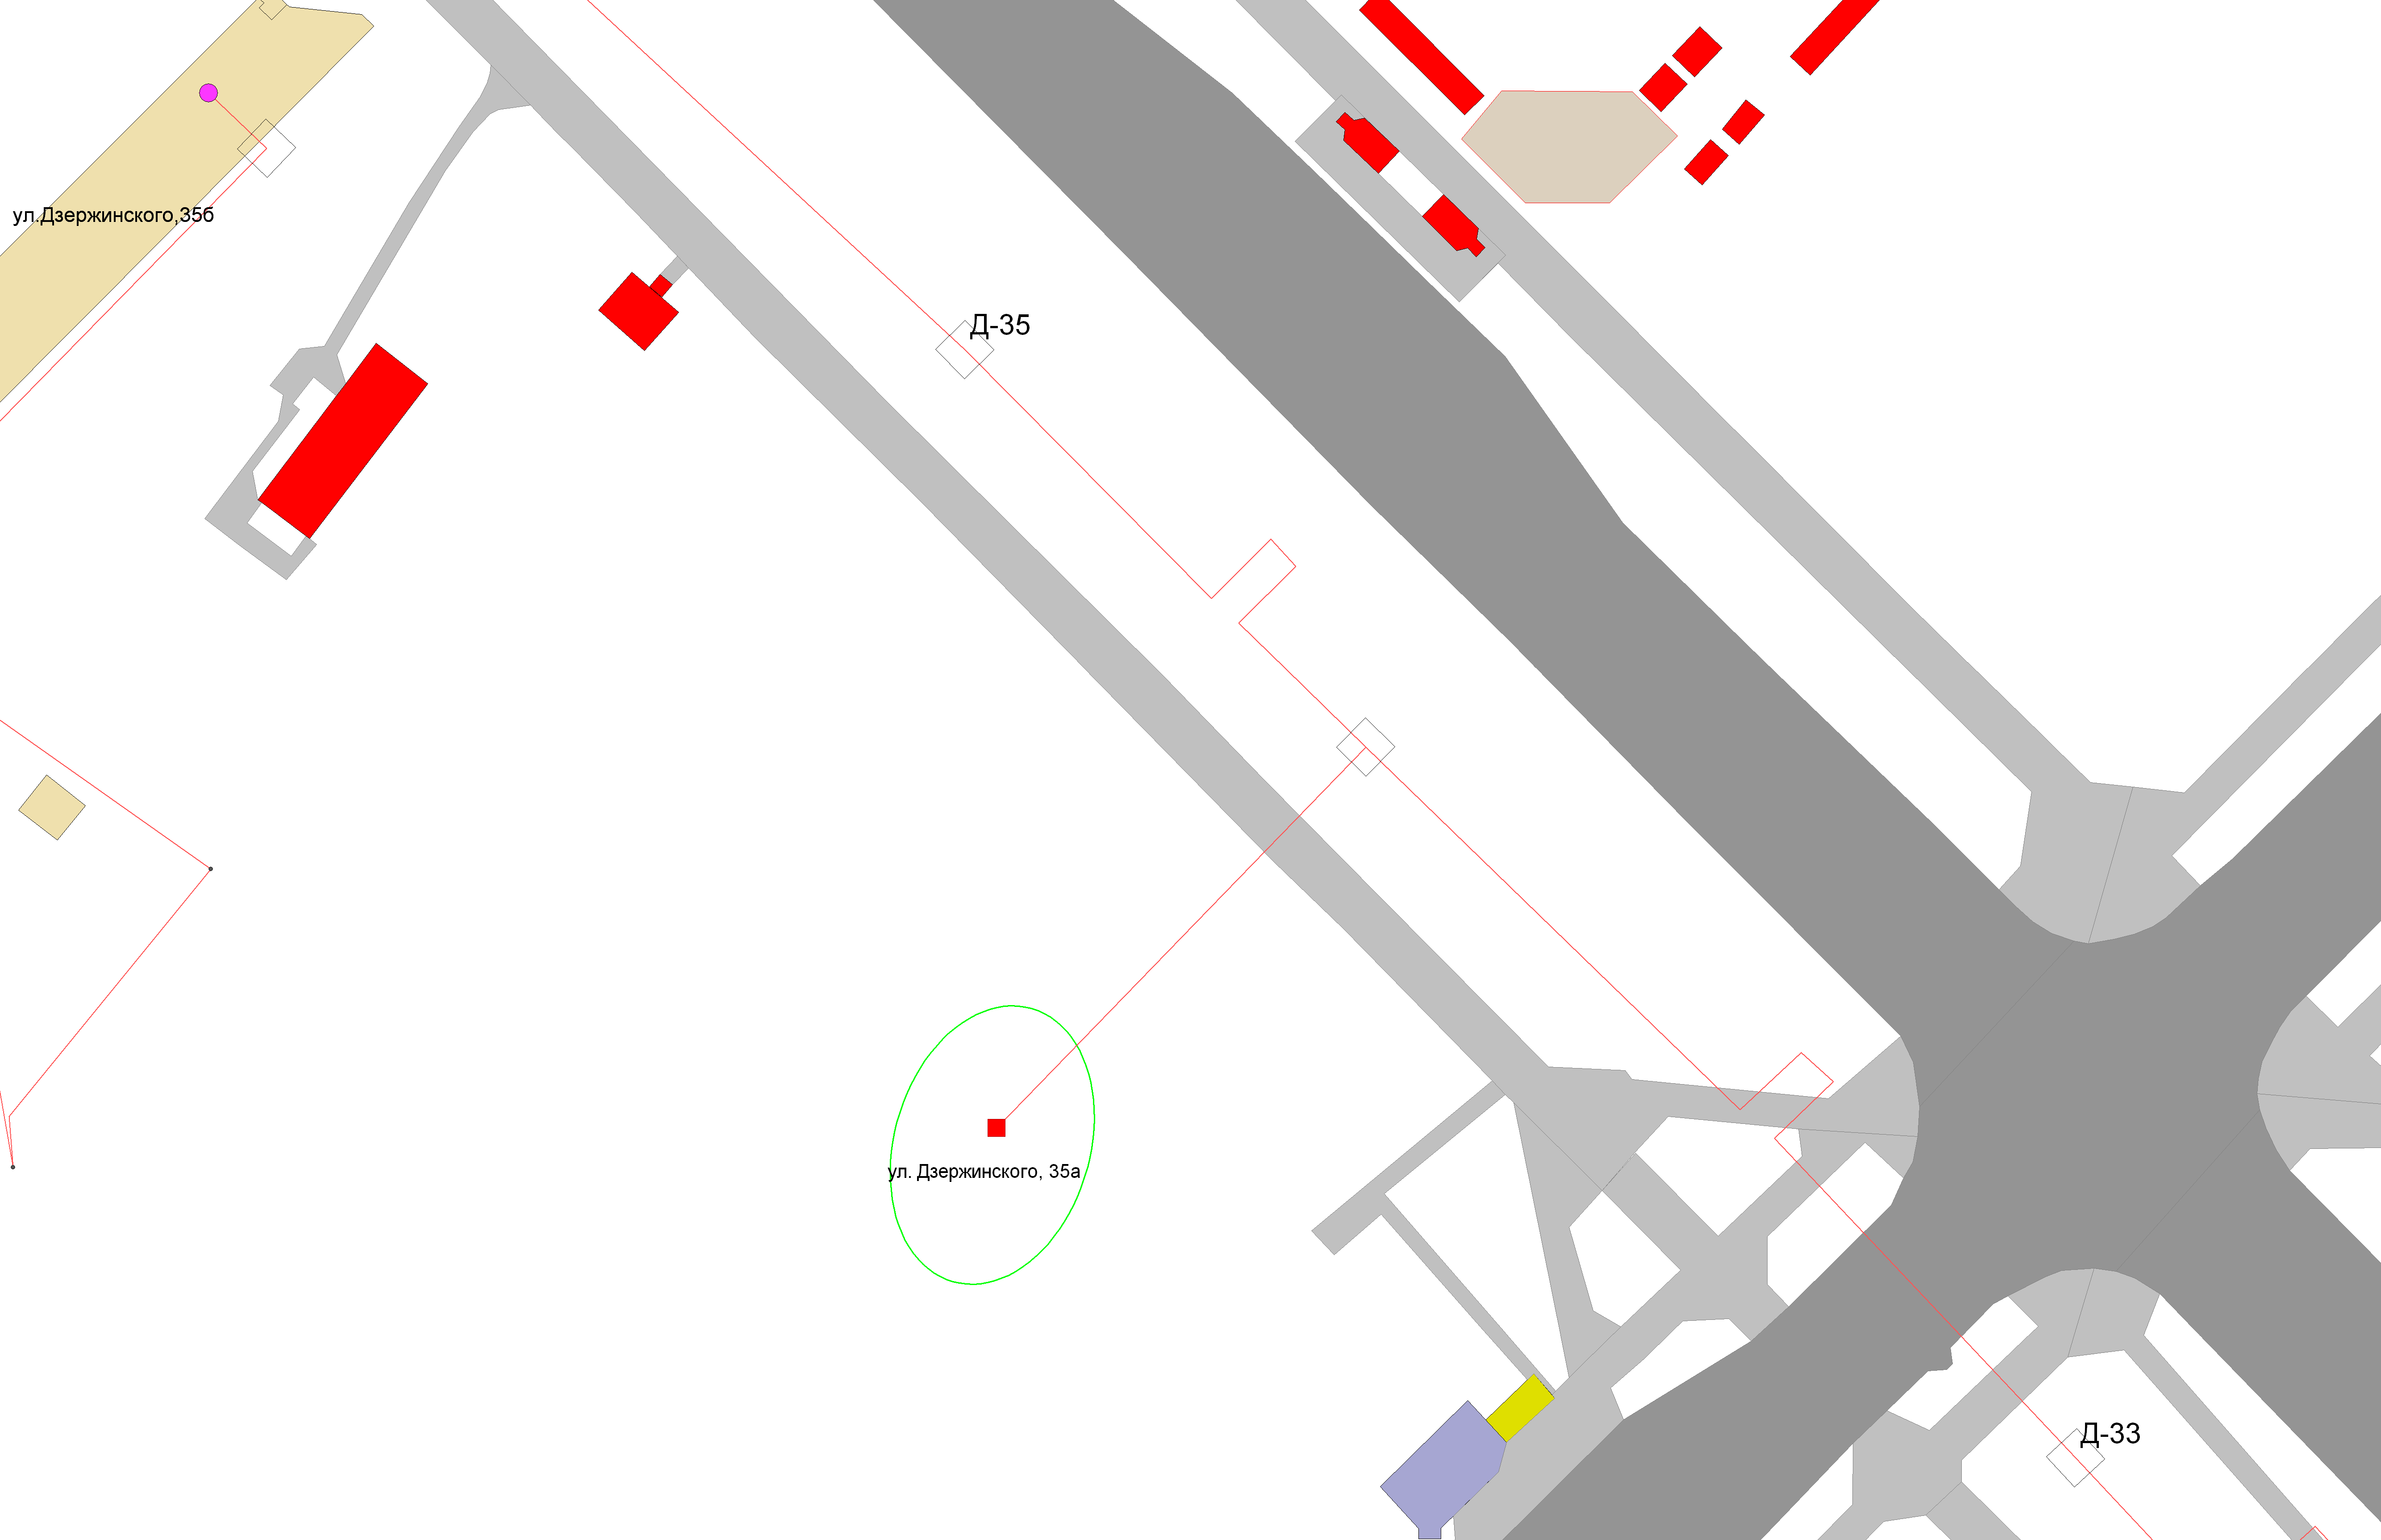 ул.Дзержинского,35б
Д-35
ул. Дзержинского, 35а
Д-33